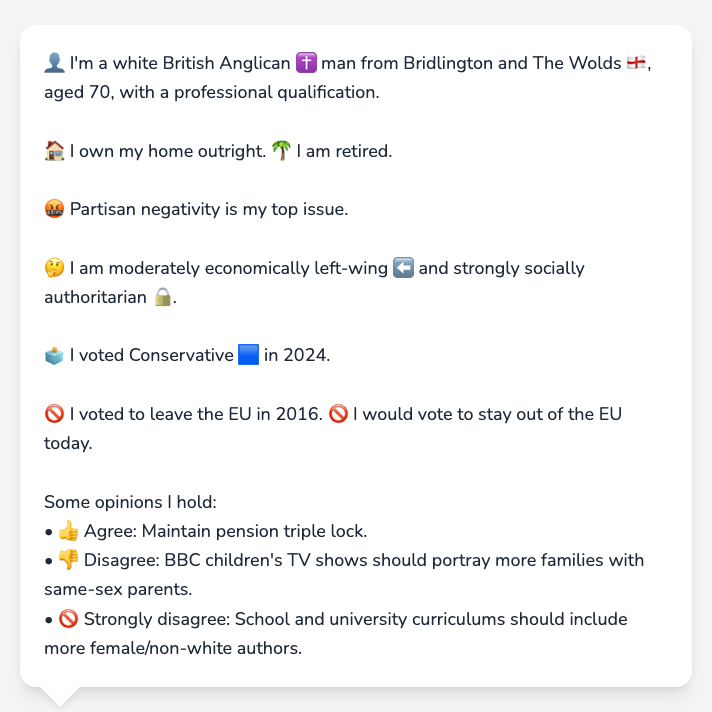 👤 I'm a white British Anglican ✝️ man from Bridlington and The Wolds 🏴󠁧󠁢󠁥󠁮󠁧󠁿,
aged 70, with a professional qualification.
🏠 I own my home outright. 🌴 I am retired.
🤬 Partisan negativity is my top issue.
🤔 I am moderately economically left-wing ⬅️ and strongly socially
authoritarian 🔒.
🗳️ I voted Conservative 🟦 in 2024.
🚫 I voted to leave the EU in 2016. 🚫 I would vote to stay out of the EU
today.
Some opinions I hold:
• 👍 Agree: Maintain pension triple lock.
• 👎 Disagree: BBC children's TV shows should portray more families with
same-sex parents.
• 🚫 Strongly disagree: School and university curriculums should include
more female/non-white authors.